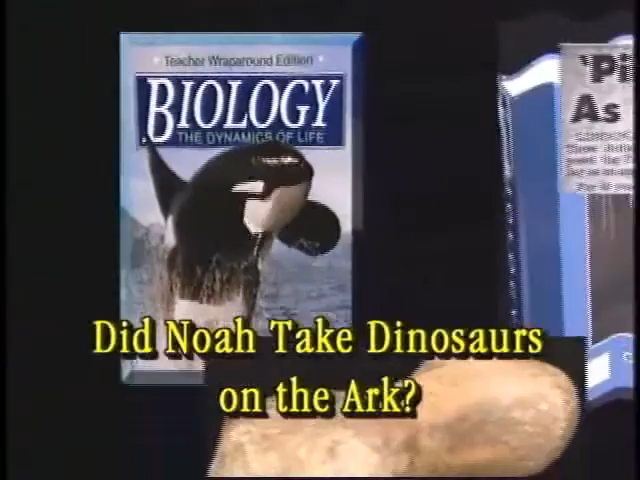 Teacher Wraparound Edition
BIOLOGY
THE DYNAMICS OF LIFE
'Pi
As
Did Noah Take Dinosaurs
on the Ark?